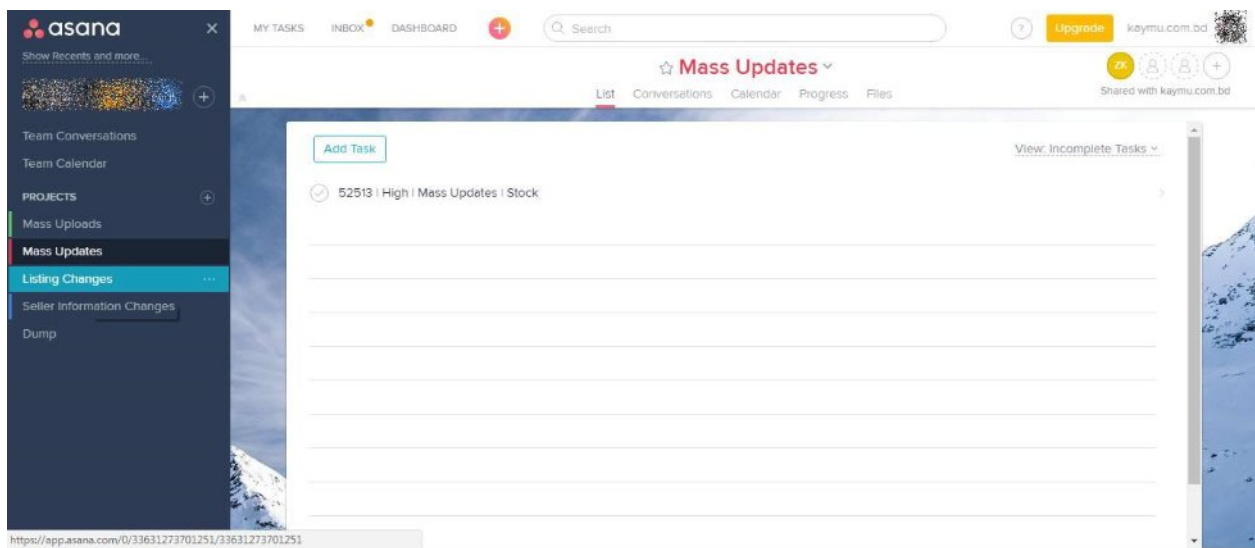 asana
×
MY TASKS INBOX DASHBOARD
+
Search
?
Upgrade
kaymu.com.bd
Show Recents and more...
+
Team Conversations
Team Calendar
PROJECTS
+
Mass Uploads
Mass Updates
Listing Changes ...
Seller Information Changes
Dump
Mass Updates
List Conversations Calendar Progress Files
ZK
+
Shared with kaymu.com.bd
Add Task
View: Incomplete Tasks
52513 | High | Mass Updates | Stock
https://app.asana.com/0/33631273701251/33631273701251